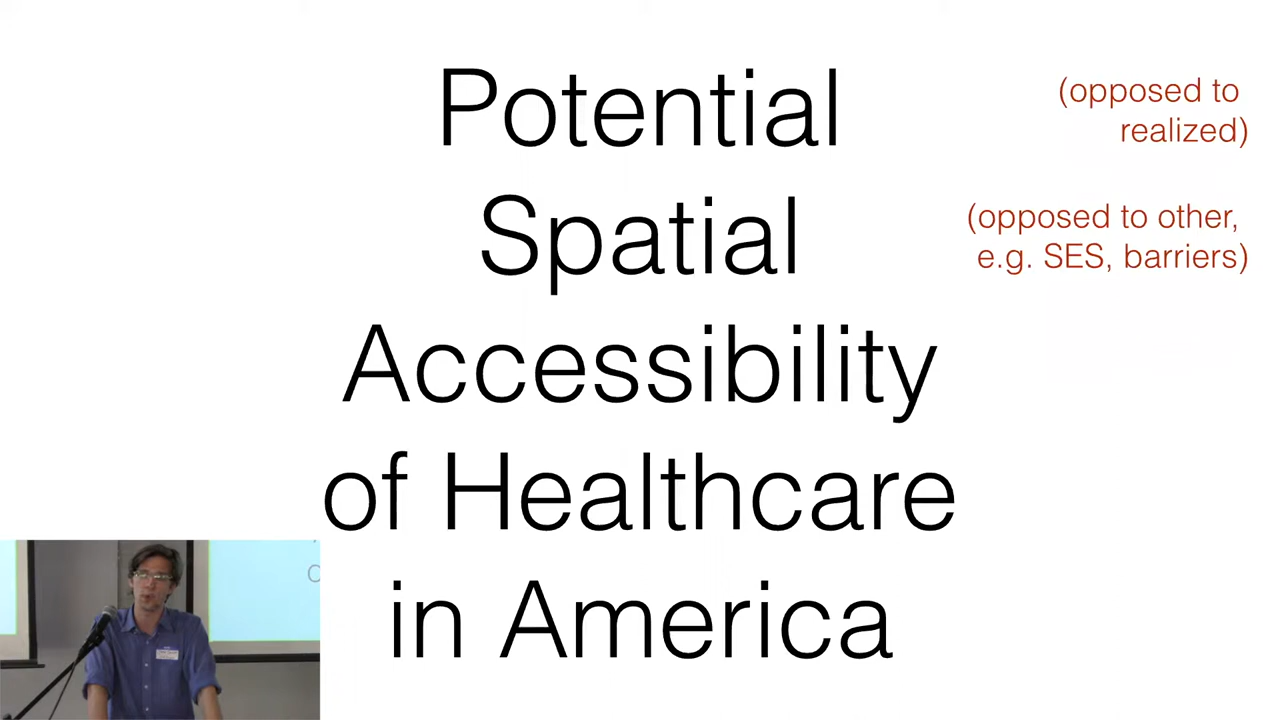 Potential
(opposed to
realized)
Spatial
(opposed to other,
e.g. SES, barriers)
Accessibility
of Healthcare
in America